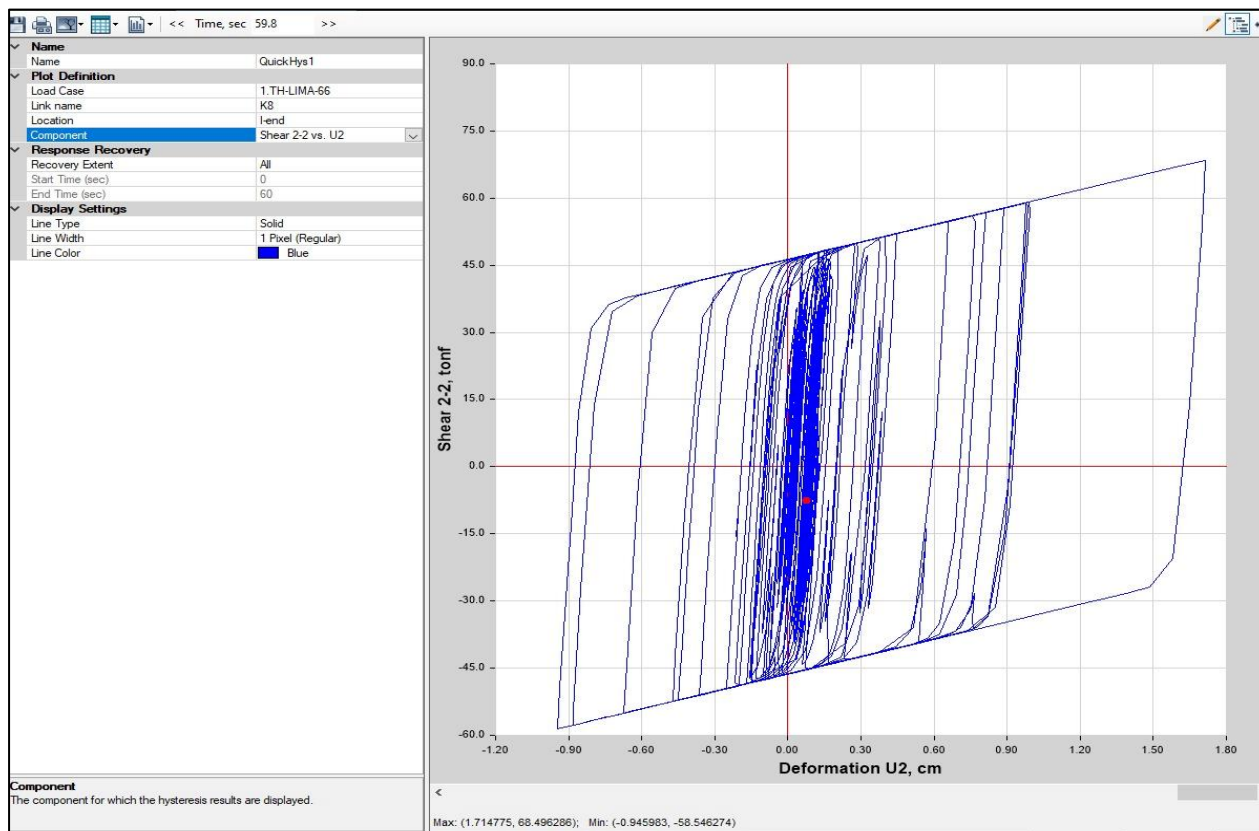 << Time, sec 59.8 >>
Name
Name QuickHys1
Plot Definition
Load Case 1.TH-LIMA-66
Link name K8
Location I-end
Component Shear 2-2 vs. U2
Response Recovery
Recovery Extent All
Start Time (sec) 0
End Time (sec) 60
Display Settings
Line Type Solid
Line Width 1 Pixel (Regular)
Line Color Blue
Component
The component for which the hysteresis results are displayed.
90.0
75.0
60.0
45.0
30.0
15.0
0.0
-15.0
-30.0
-45.0
-60.0
Shear 2-2, tonf
-1.20 -0.90 -0.60 -0.30 0.00 0.30 0.60 0.90 1.20 1.50 1.80
Deformation U2, cm
<
Max: (1.714775, 68.496286); Min: (-0.945983, -58.546274)